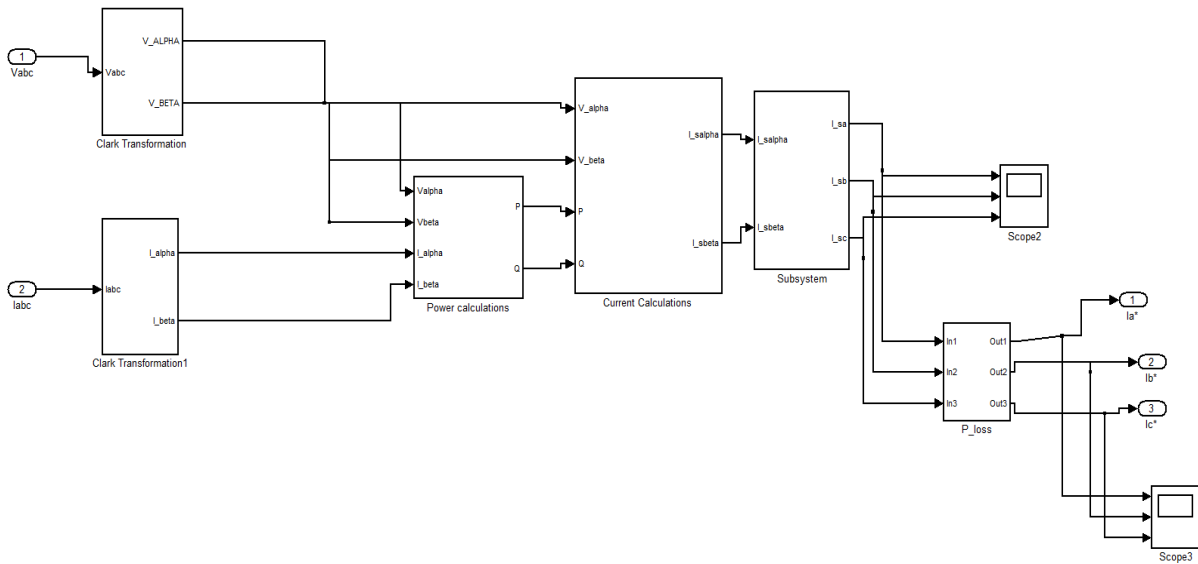 1
Vabc
Vabc
V_ALPHA
V_BETA
Clark Transformation
2
Iabc
Iabc
I_alpha
I_beta
Clark Transformation1
Valpha
Vbeta
I_alpha
I_beta
P
Q
Power calculations
V_alpha
V_beta
P
Q
I_salpha
I_sbeta
Current Calculations
I_salpha
I_sbeta
I_sa
I_sb
I_sc
Subsystem
Scope2
In1
In2
In3
Out1
Out2
Out3
P_loss
1
Ia*
2
Ib*
3
Ic*
Scope3